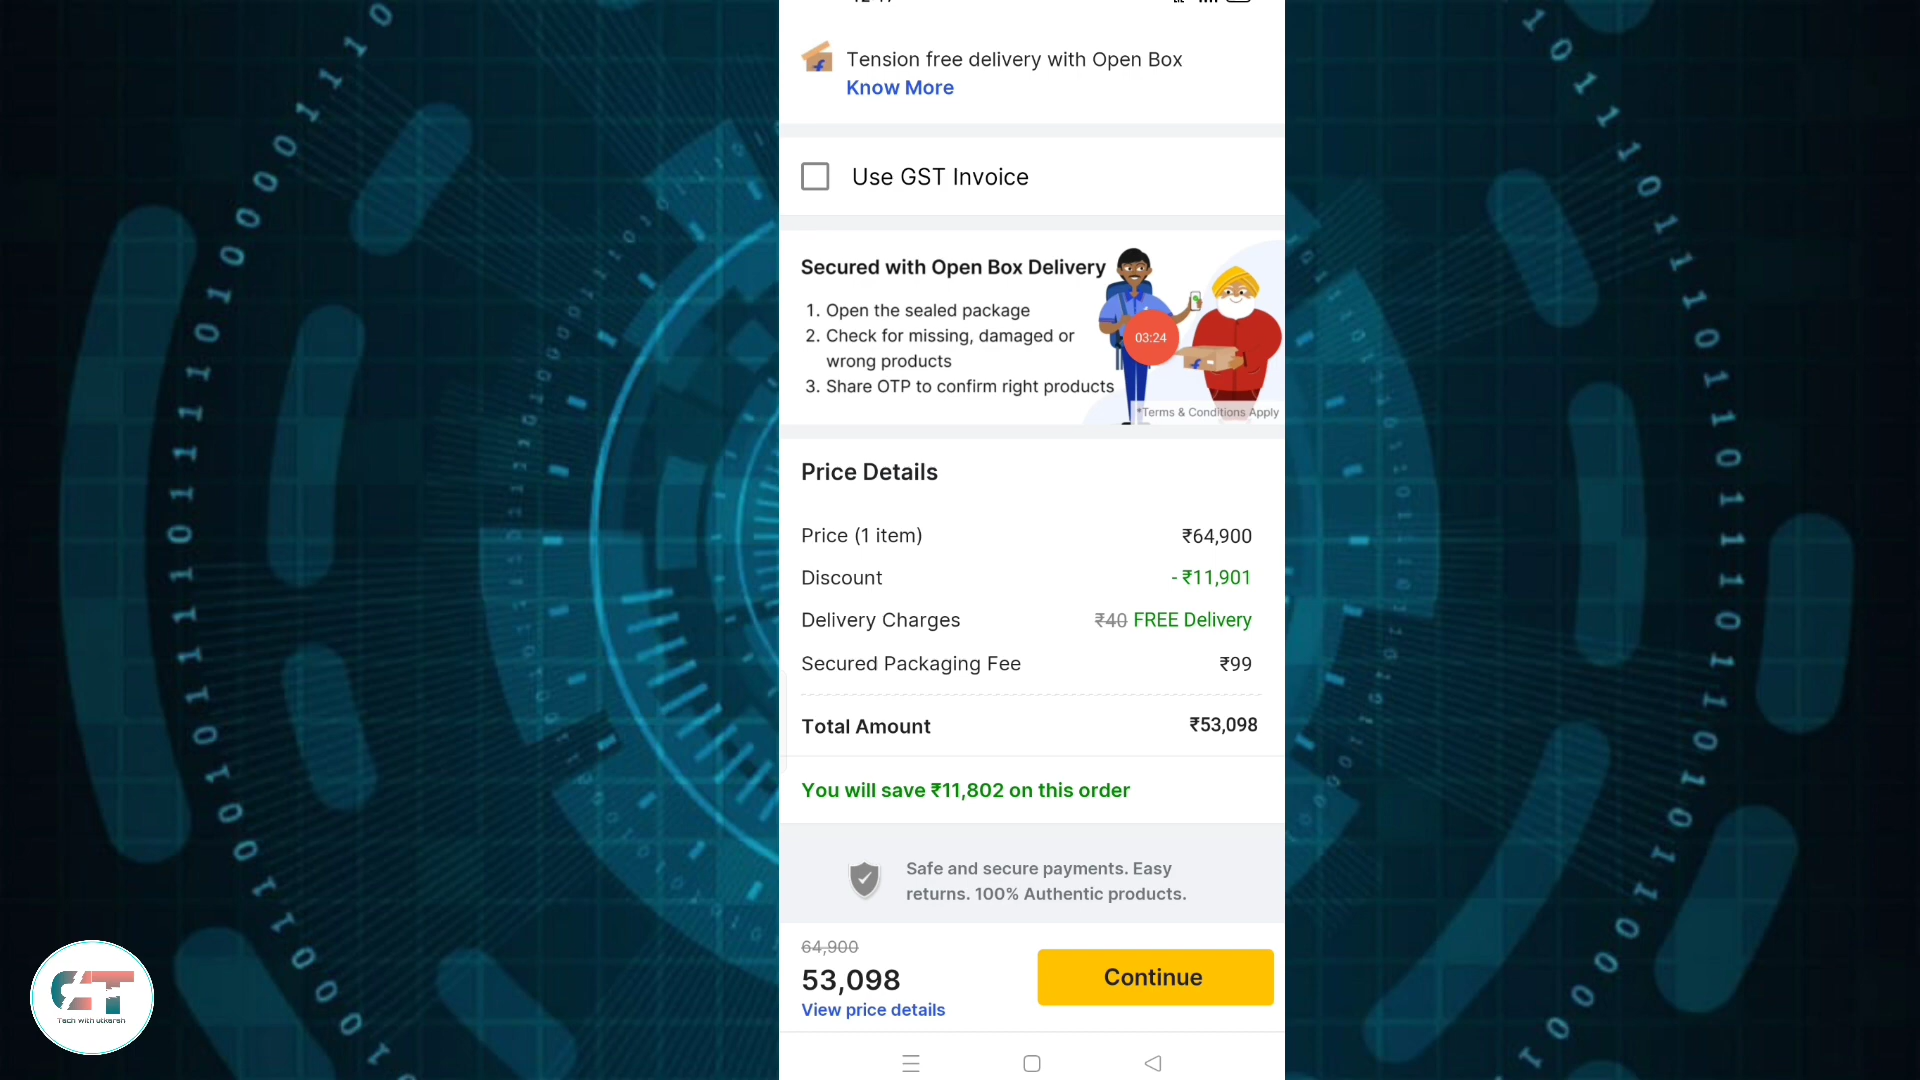 Tension free delivery with Open Box
Know More
Use GST Invoice
Secured with Open Box Delivery
1. Open the sealed package
2. Check for missing, damaged or
wrong products
3. Share OTP to confirm right products
03:24
*Terms & Conditions Apply
Price Details
Price (1 item) ₹64,900
Discount - ₹11,901
Delivery Charges ₹40 FREE Delivery
Secured Packaging Fee ₹99
Total Amount ₹53,098
You will save ₹11,802 on this order
Safe and secure payments. Easy
returns. 100% Authentic products.
64,900
53,098
View price details
Continue
Tech with utkarsh